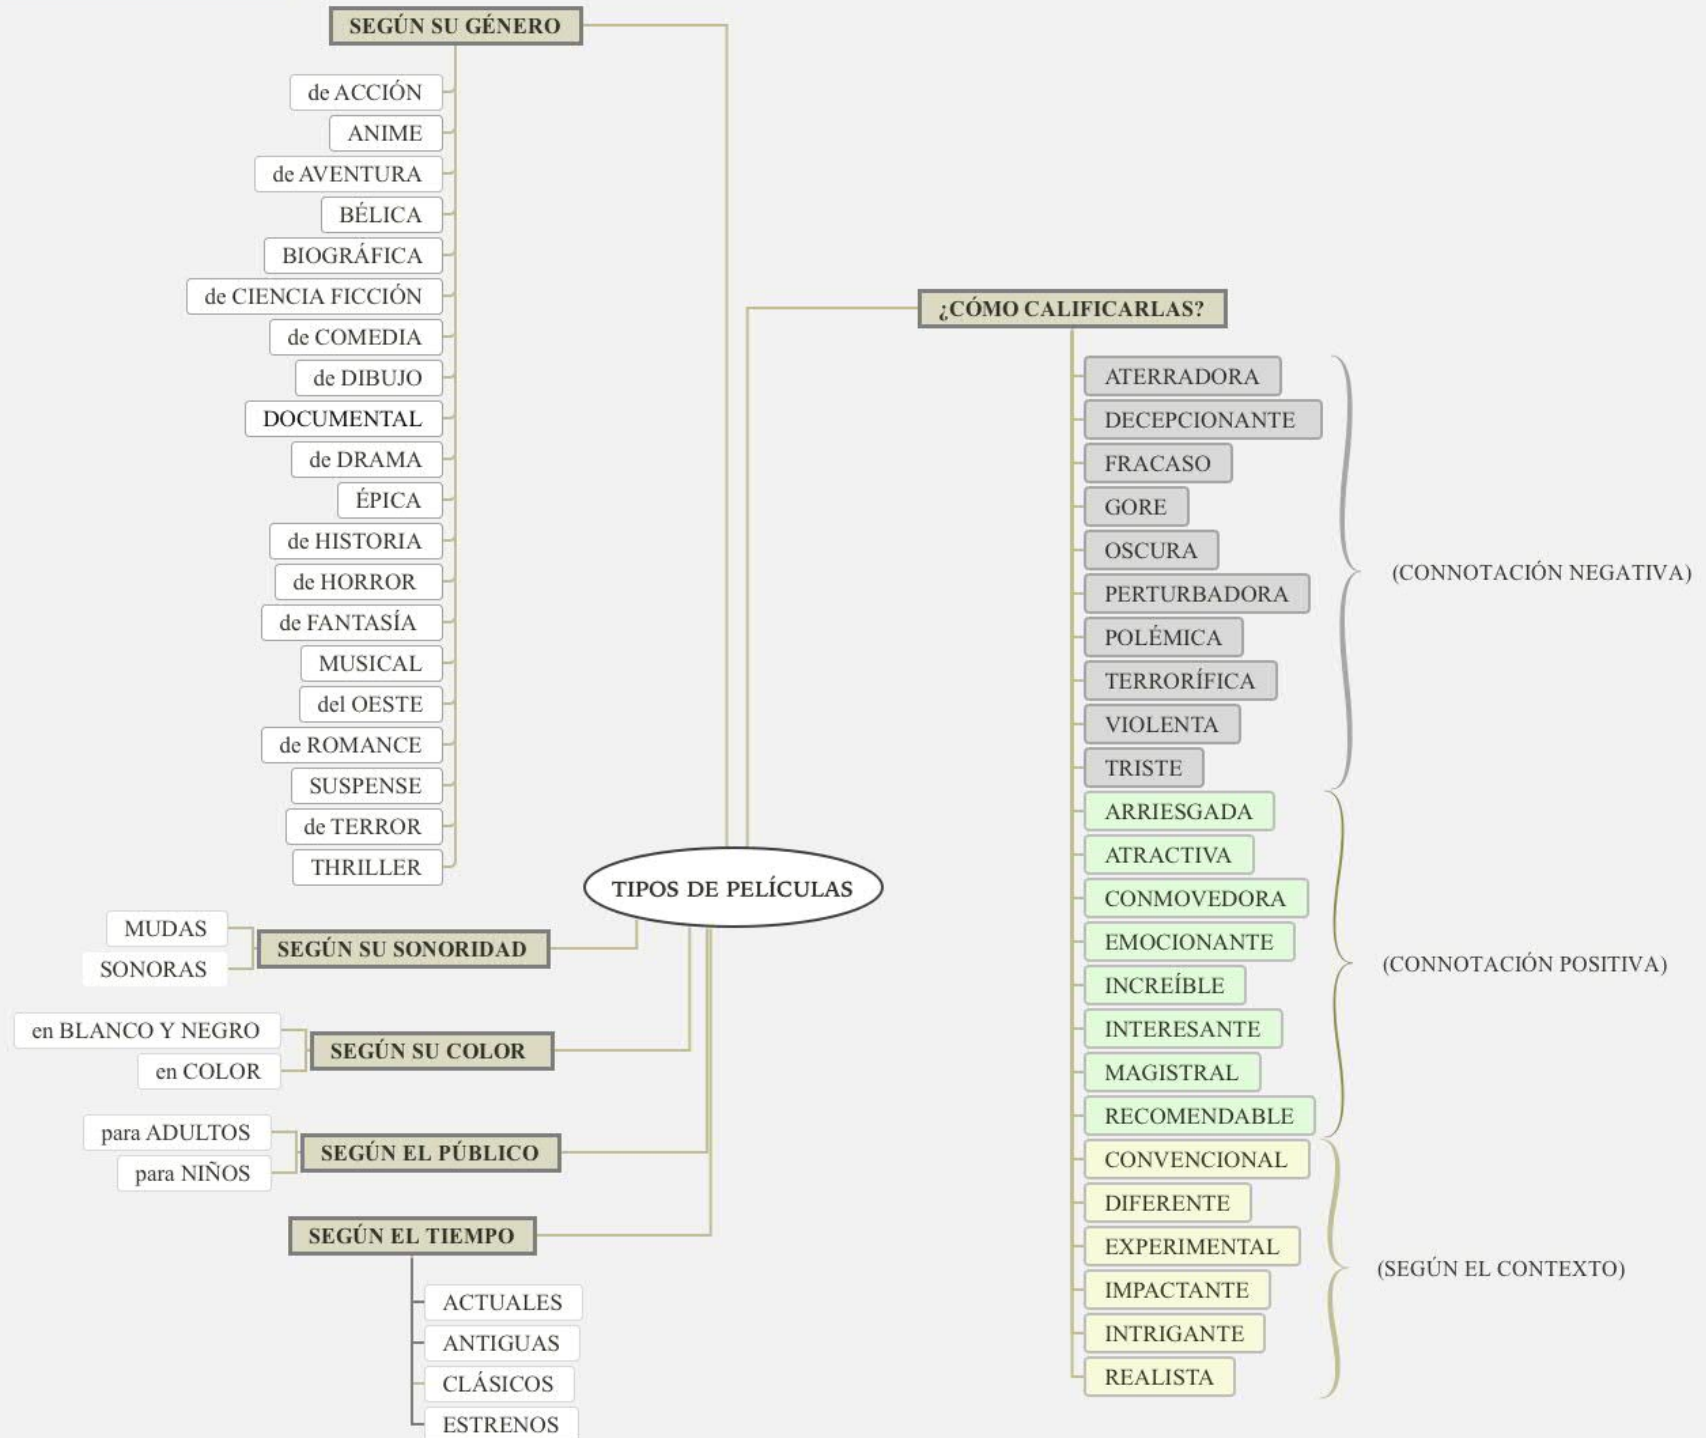 SEGÚN SU GÉNERO
de ACCIÓN
ANIME
de AVENTURA
BÉLICA
BIOGRÁFICA
de CIENCIA FICCIÓN
de COMEDIA
de DIBUJO
DOCUMENTAL
de DRAMA
ÉPICA
de HISTORIA
de HORROR
de FANTASÍA
MUSICAL
del OESTE
de ROMANCE
SUSPENSE
de TERROR
THRILLER
TIPOS DE PELÍCULAS
SEGÚN SU SONORIDAD
MUDAS
SONORAS
SEGÚN SU COLOR
en BLANCO Y NEGRO
en COLOR
SEGÚN EL PÚBLICO
para ADULTOS
para NIÑOS
SEGÚN EL TIEMPO
ACTUALES
ANTIGUAS
CLÁSICOS
ESTRENOS
¿CÓMO CALIFICARLAS?
ATERRADORA
DECEPCIONANTE
FRACASO
GORE
OSCURA
PERTURBADORA
POLÉMICA
TERRORÍFICA
VIOLENTA
TRISTE
(CONNOTACIÓN NEGATIVA)
ARRIESGADA
ATRACTIVA
CONMOVEDORA
EMOCIONANTE
INCREÍBLE
INTERESANTE
MAGISTRAL
RECOMENDABLE
(CONNOTACIÓN POSITIVA)
CONVENCIONAL
DIFERENTE
EXPERIMENTAL
IMPACTANTE
INTRIGANTE
REALISTA
(SEGÚN EL CONTEXTO)